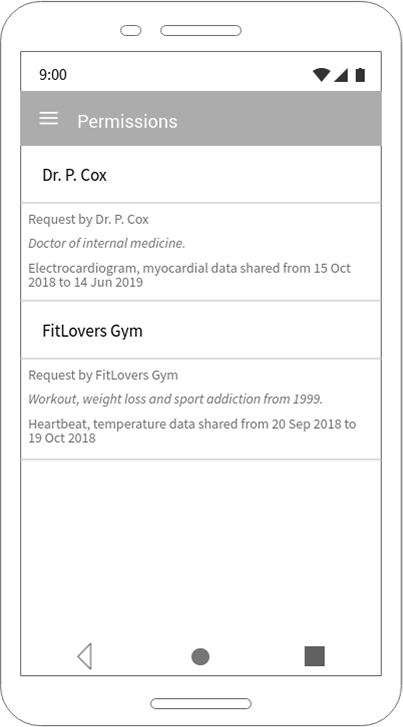 9:00
Permissions
Dr. P. Cox
Request by Dr. P. Cox
Doctor of internal medicine.
Electrocardiogram, myocardial data shared from 15 Oct
2018 to 14 Jun 2019
FitLovers Gym
Request by FitLovers Gym
Workout, weight loss and sport addiction from 1999.
Heartbeat, temperature data shared from 20 Sep 2018 to
19 Oct 2018